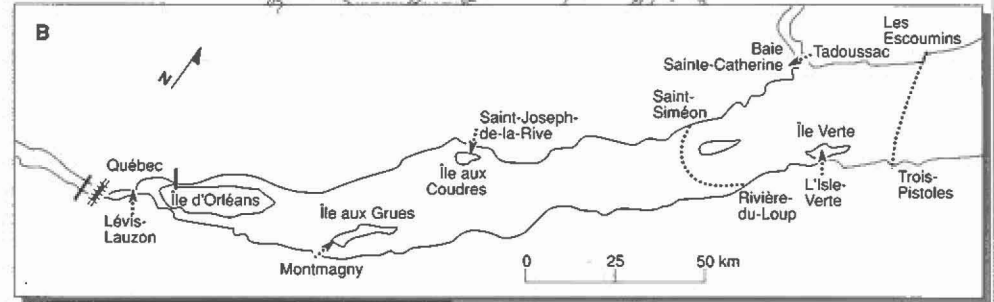 B
N
Québec
Lévis-
Lauzon
Île d'Orléans
Île aux Grues
Montmagny
Saint-Joseph-
de-la-Rive
Île aux
Coudres
Saint-
Siméon
Baie
Sainte-Catherine
Tadoussac
Les
Escoumins
Île Verte
L'Isle-
Verte
Rivière-
du-Loup
Trois-
Pistoles
0 25 50 km